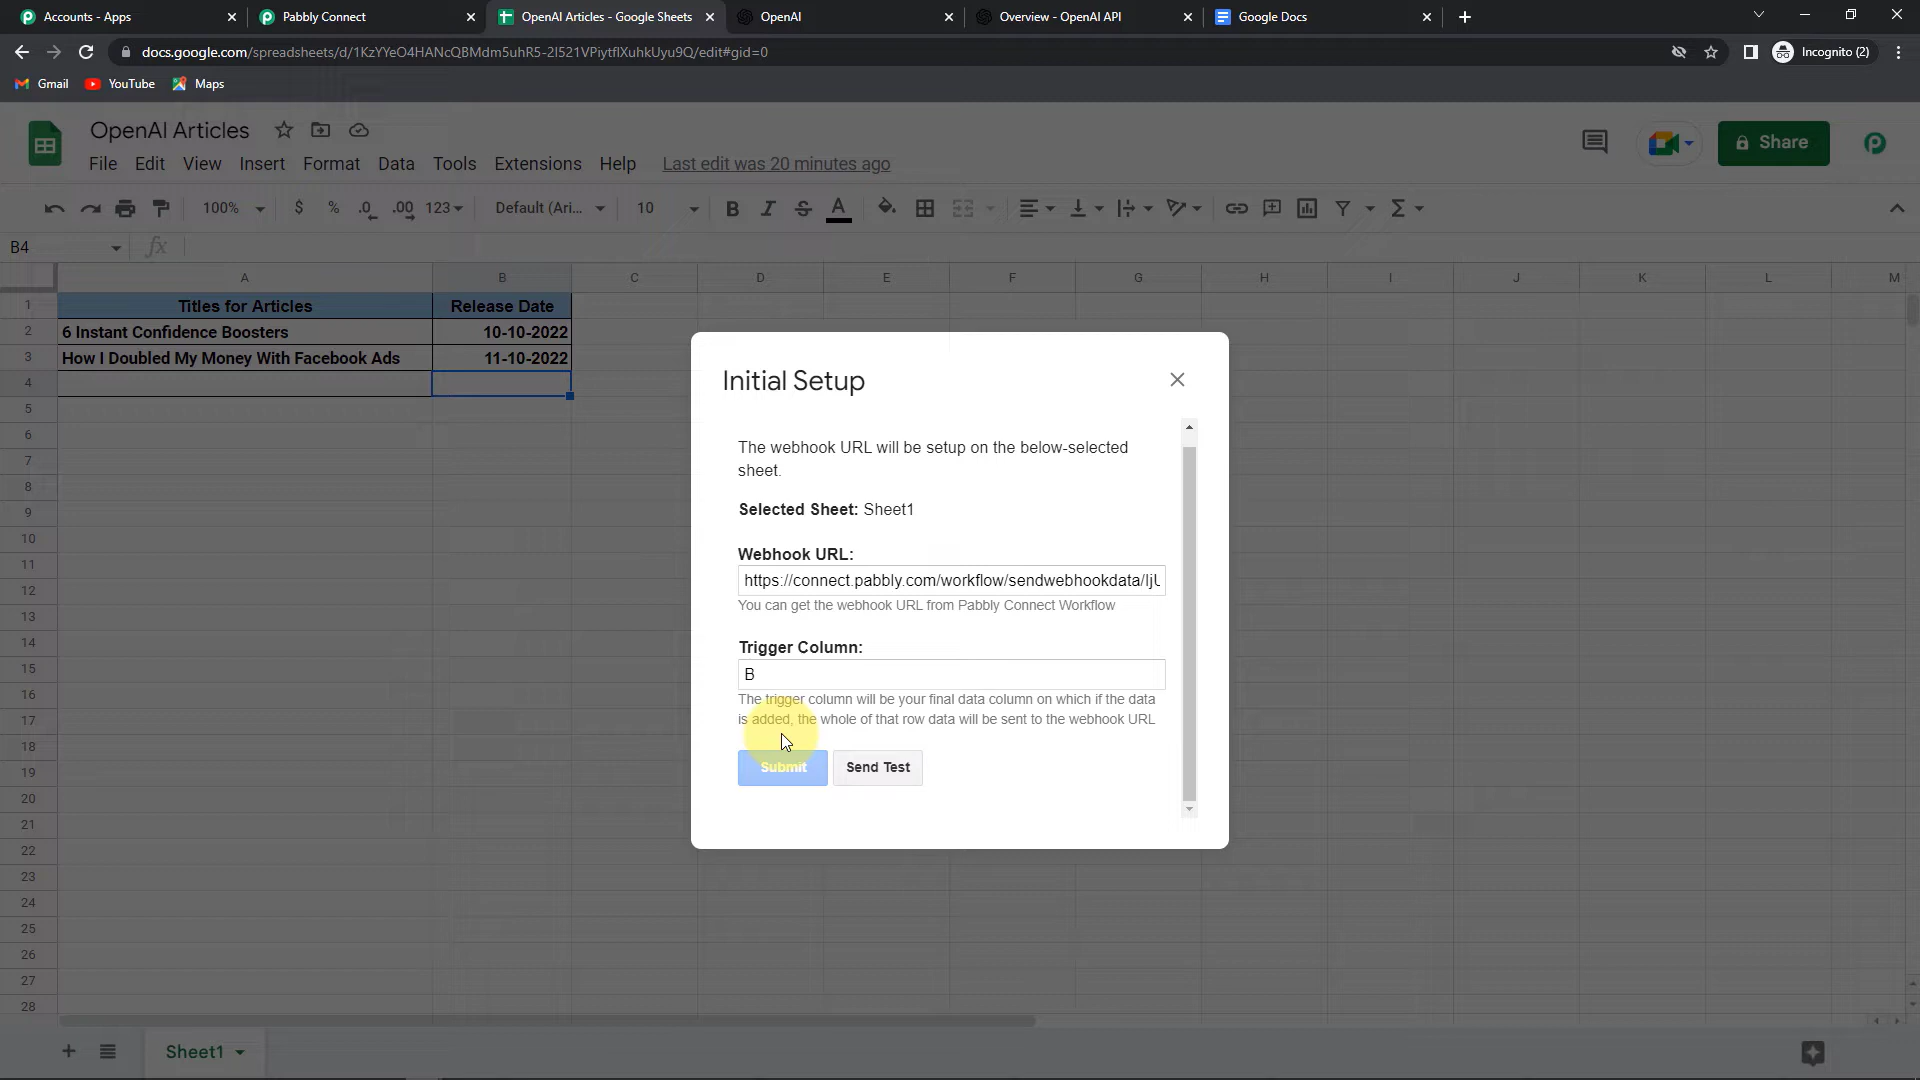 Accounts - Apps
Pabbly Connect
OpenAI Articles - Google Sheets
OpenAI
Overview - OpenAI API
Google Docs
docs.google.com/spreadsheets/d/1KzYYeO4HANcQBMdm5uhR5-2I521VPiytflXuhkUyu9Q/edit#gid=0
Incognito (2)
Gmail
YouTube
Maps
OpenAI Articles
Share
File Edit View Insert Format Data Tools Extensions Help Last edit was 20 minutes ago
100% $ % .0 .00 123 Default (Ari... 10 B I S A
B4 fx
A B C D E F G H I J K L M
1 Titles for Articles Release Date
2 6 Instant Confidence Boosters 10-10-2022
3 How I Doubled My Money With Facebook Ads 11-10-2022
4
5
6
7
8
9
10
11
12
13
14
15
16
17
18
19
20
21
22
23
24
25
26
27
28
Initial Setup
The webhook URL will be setup on the below-selected
sheet.
Selected Sheet: Sheet1
Webhook URL:
https://connect.pabbly.com/workflow/sendwebhookdata/IjU
You can get the webhook URL from Pabbly Connect Workflow
Trigger Column:
B
The trigger column will be your final data column on which if the data
is added, the whole of that row data will be sent to the webhook URL
Submit
Send Test
Sheet1